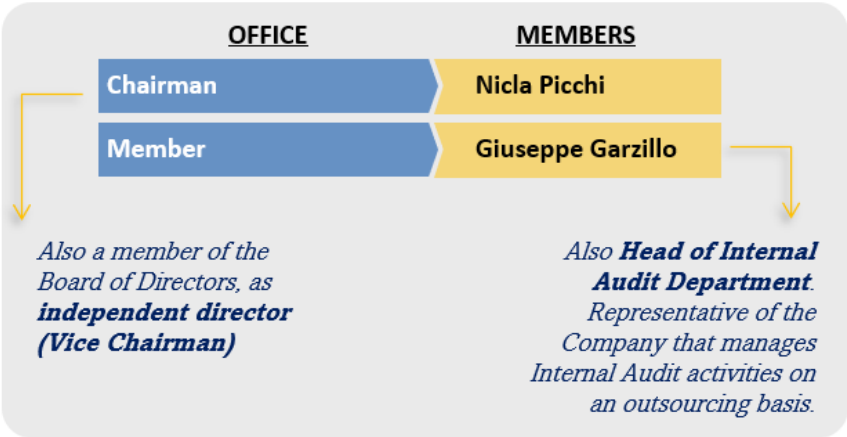 OFFICE MEMBERS
Chairman Nicla Picchi
Member Giuseppe Garzillo
Also a member of the
Board of Directors, as
independent director
(Vice Chairman)
Also Head of Internal
Audit Department.
Representative of the
Company that manages
Internal Audit activities on
an outsourcing basis.